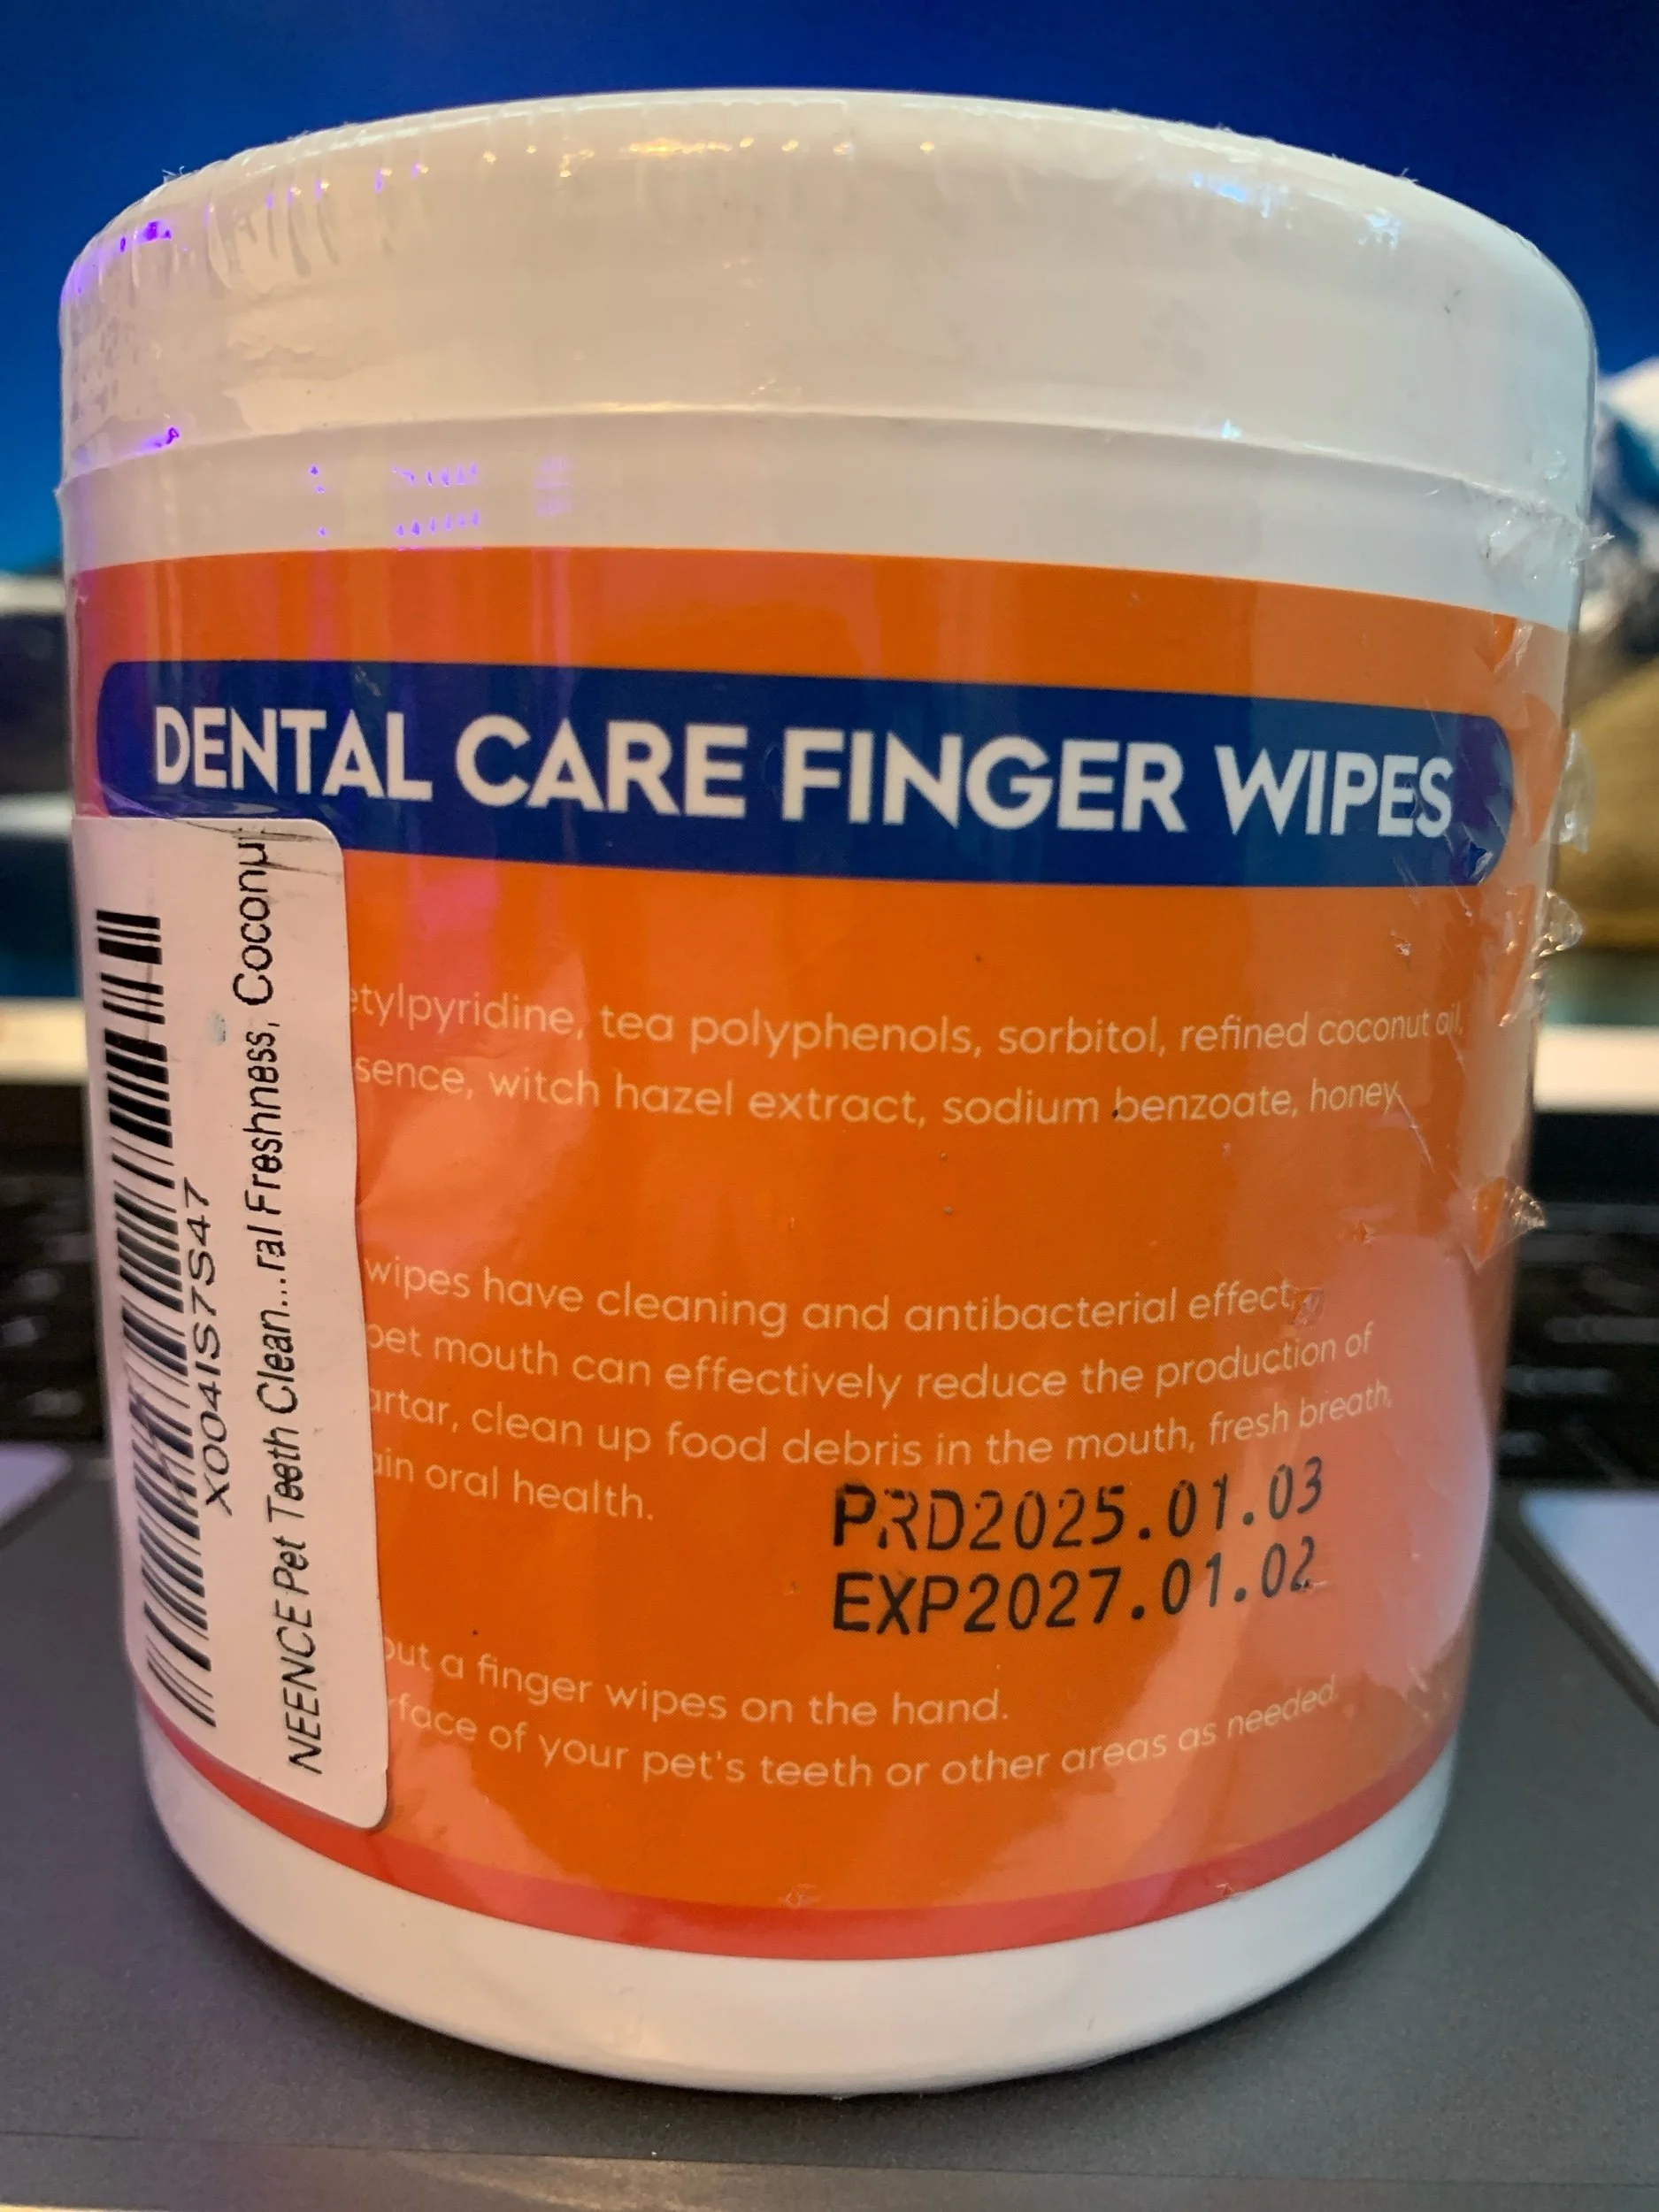 DENTAL CARE FINGER WIPES
etylpyridine, tea polyphenols, sorbitol, refined coconut oil,
sence, witch hazel extract, sodium benzoate, honey
wipes have cleaning and antibacterial effect,
pet mouth can effectively reduce the production of
artar, clean up food debris in the mouth, fresh breath,
ain oral health.
PRD2025.01.03
EXP2027.01.02
put a finger wipes on the hand.
rface of your pet's teeth or other areas as needed.
X004IS7S47
NEENCE Pet Teeth Clean...ral Freshness, Coconu